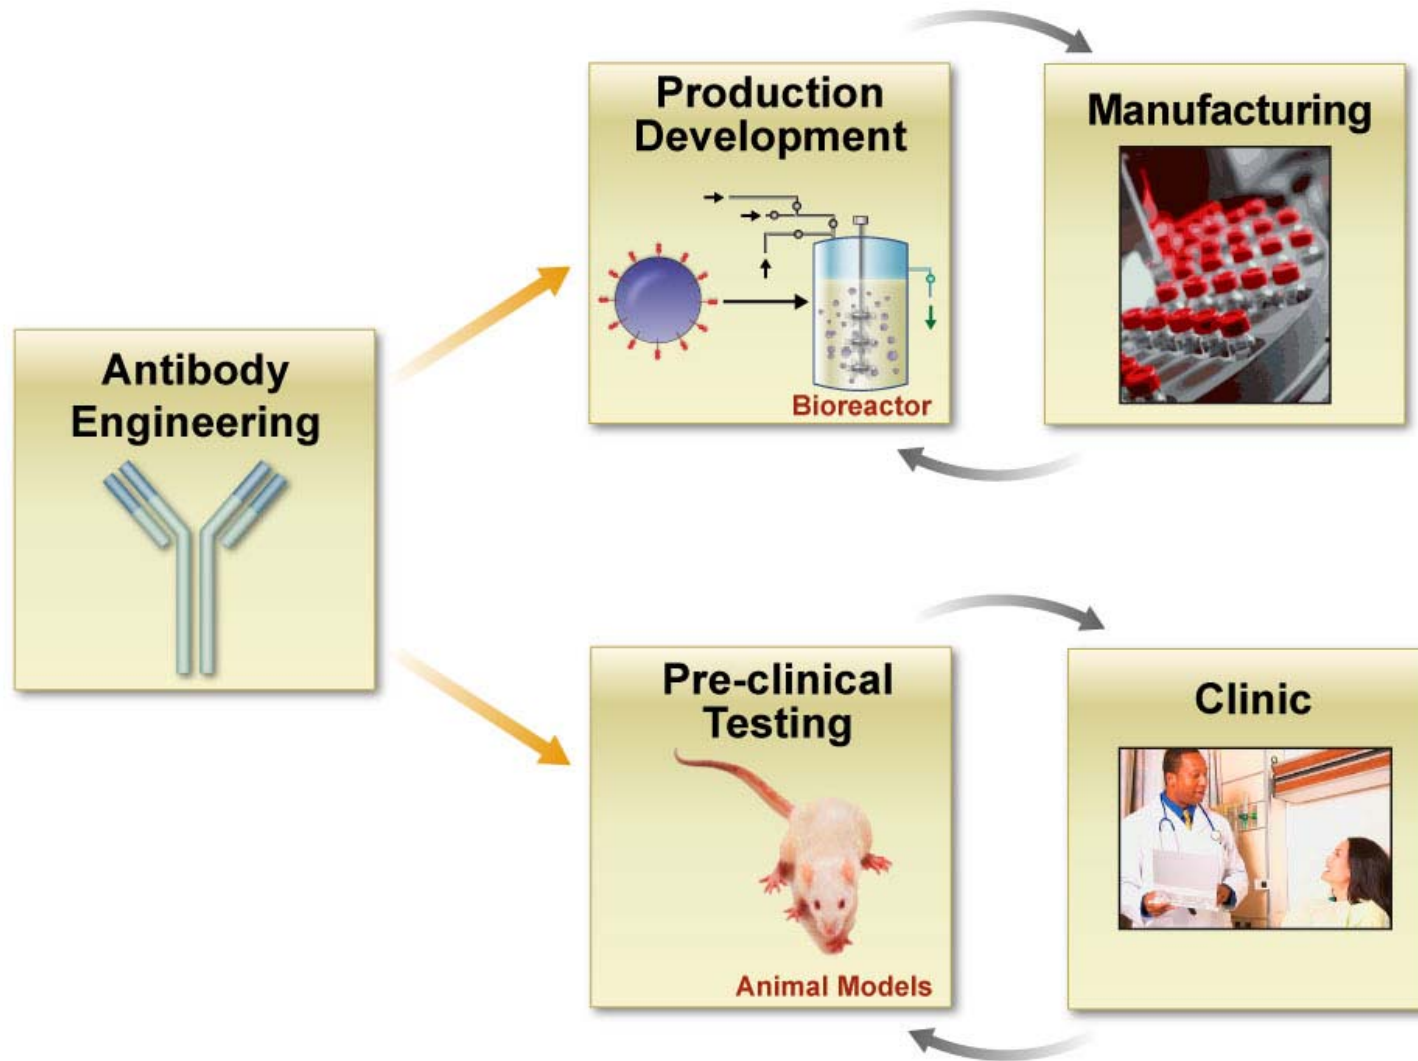 Antibody
Engineering
Production
Development
Bioreactor
Manufacturing
Pre-clinical
Testing
Animal Models
Clinic